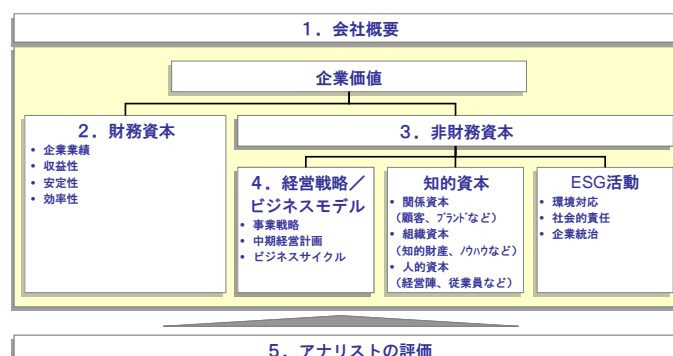 1．会社概要
企業価値
2．財務資本
• 企業業績
• 収益性
• 安定性
• 効率性
3．非財務資本
4．経営戦略／
ビジネスモデル
• 事業戦略
• 中期経営計画
• ビジネスサイクル
知的資本
• 関係資本
（顧客、ﾌﾞﾗﾝﾄﾞなど）
• 組織資本
（知的財産、ﾉｳﾊｳなど）
• 人的資本
（経営陣、従業員など）
ESG活動
• 環境対応
• 社会的責任
• 企業統治
5．アナリストの評価